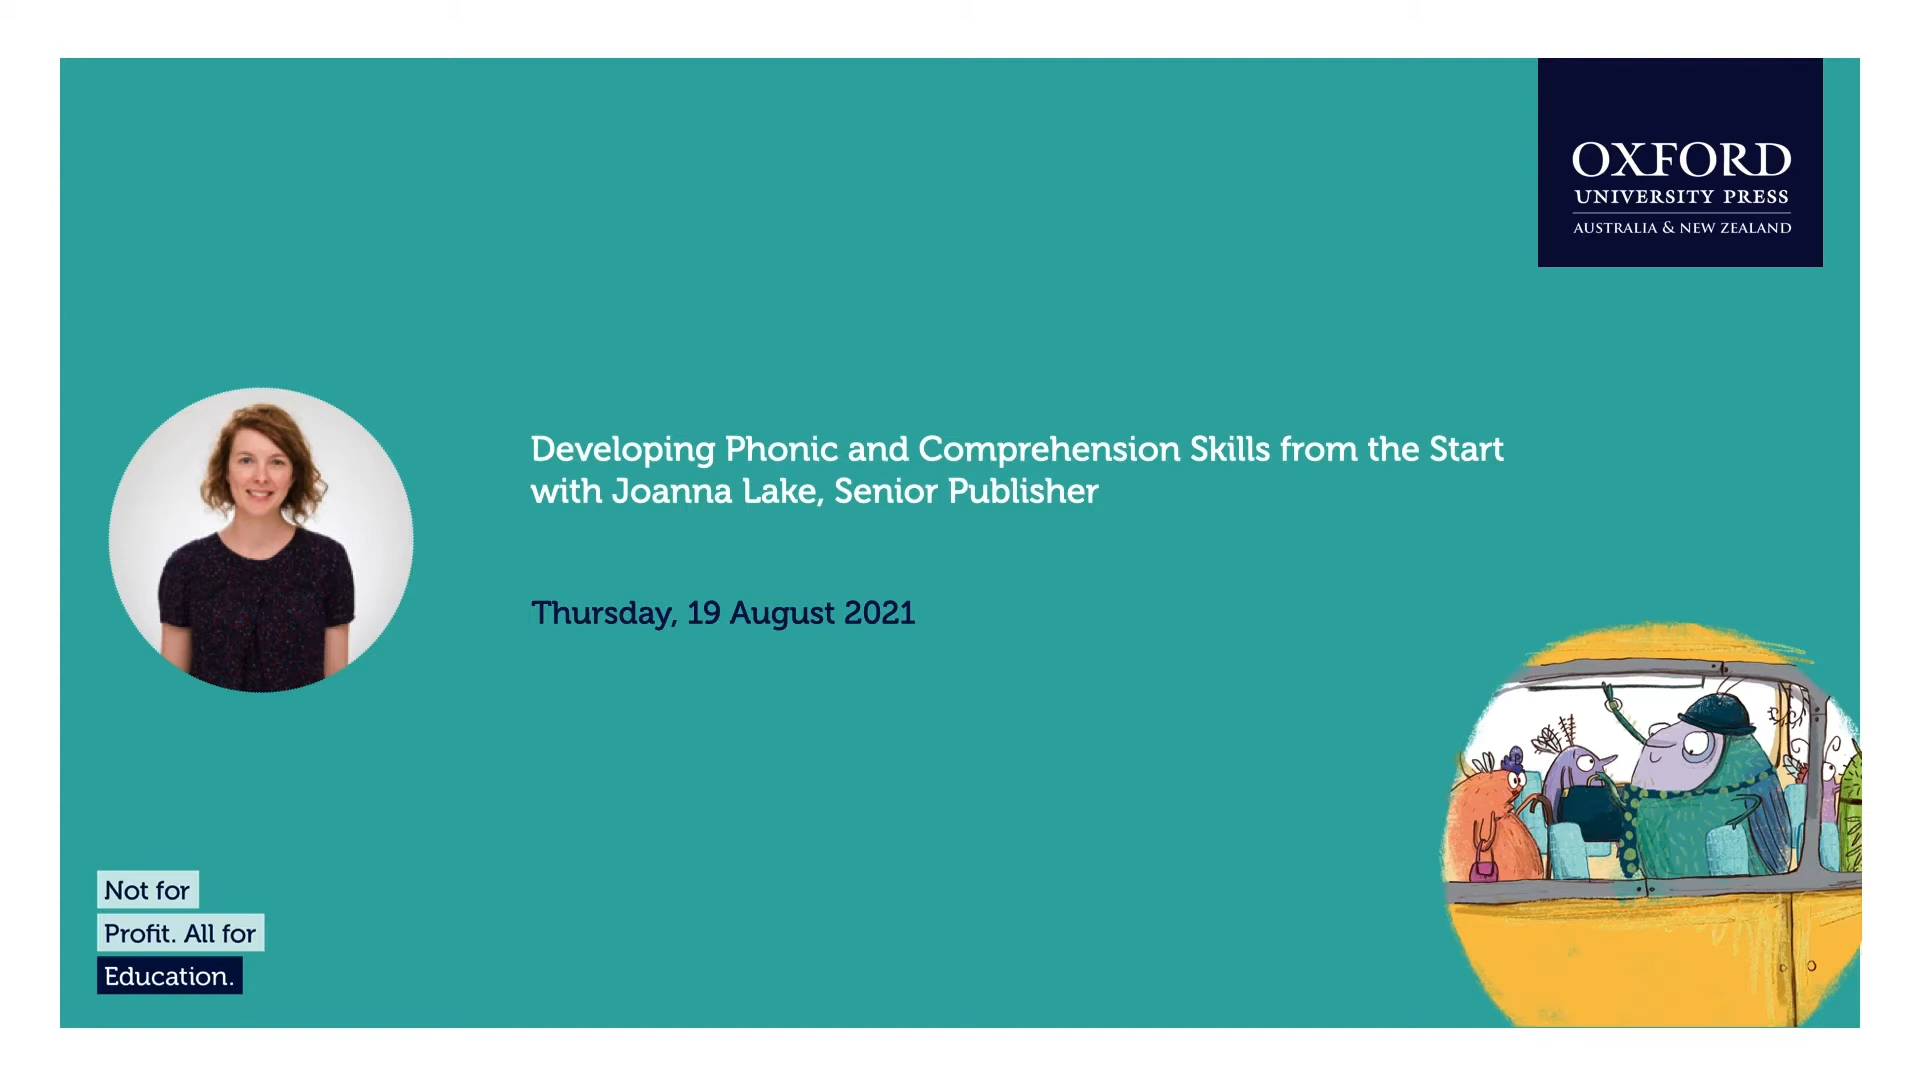 OXFORD
UNIVERSITY PRESS
AUSTRALIA & NEW ZEALAND
Developing Phonic and Comprehension Skills from the Start
with Joanna Lake, Senior Publisher
Thursday, 19 August 2021
Not for
Profit. All for
Education.